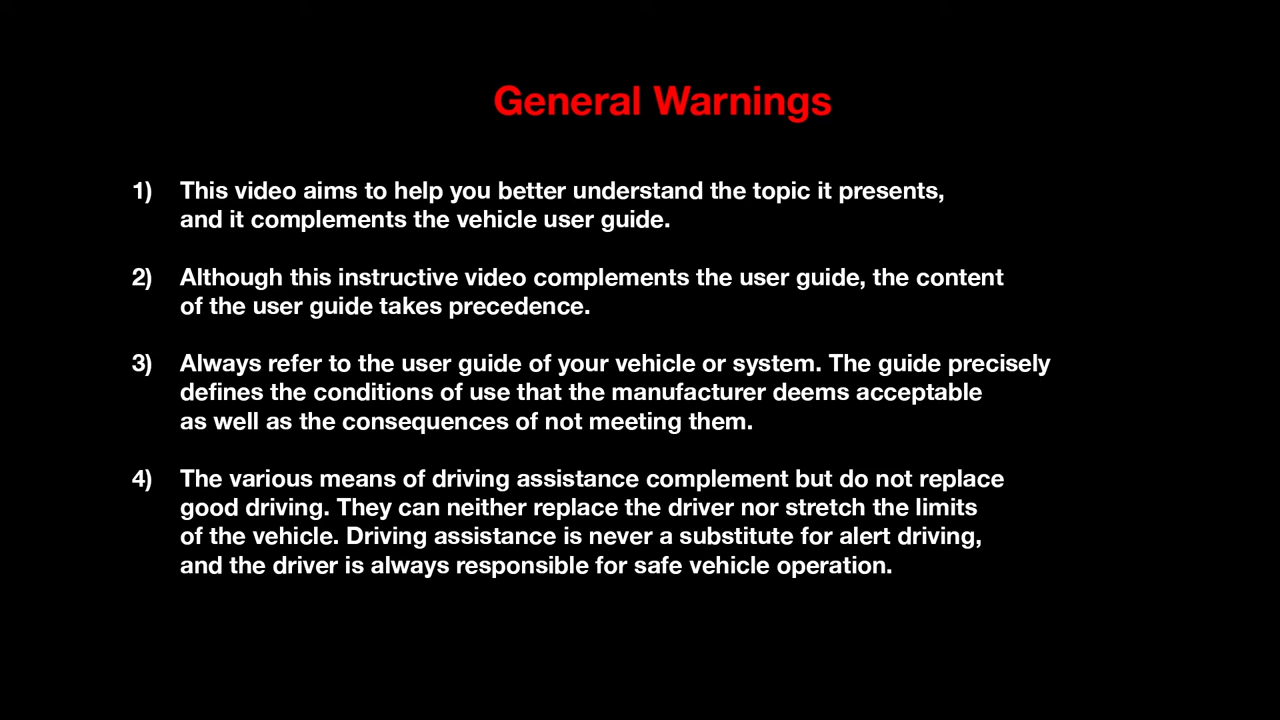 General Warnings
1) This video aims to help you better understand the topic it presents,
and it complements the vehicle user guide.
2) Although this instructive video complements the user guide, the content
of the user guide takes precedence.
3) Always refer to the user guide of your vehicle or system. The guide precisely
defines the conditions of use that the manufacturer deems acceptable
as well as the consequences of not meeting them.
4) The various means of driving assistance complement but do not replace
good driving. They can neither replace the driver nor stretch the limits
of the vehicle. Driving assistance is never a substitute for alert driving,
and the driver is always responsible for safe vehicle operation.